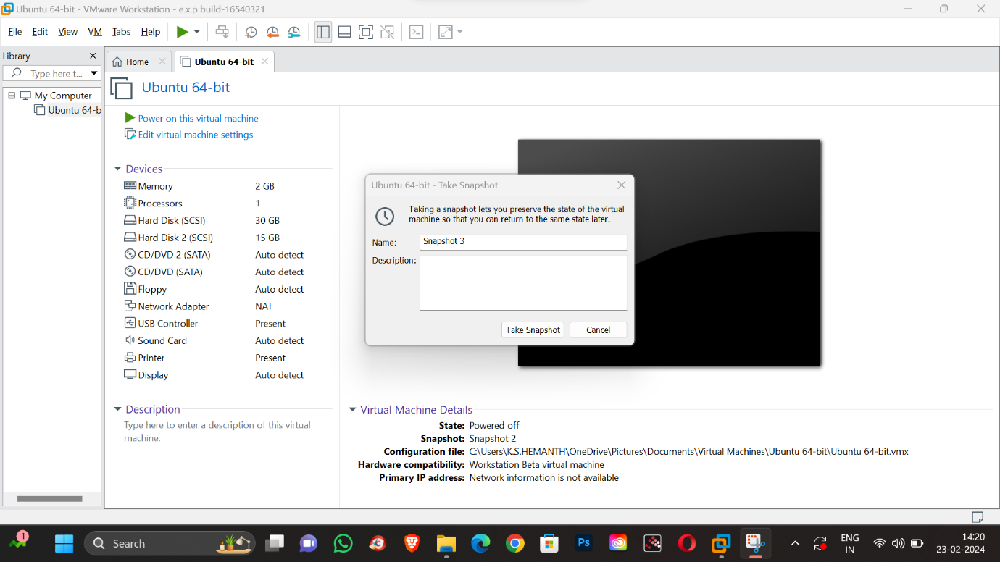 Ubuntu 64-bit - VMware Workstation - e.x.p build-16540321
File Edit View VM Tabs Help
Library
Type here t...
My Computer
Ubuntu 64-b
Home
Ubuntu 64-bit
Ubuntu 64-bit
Power on this virtual machine
Edit virtual machine settings
Devices
Memory 2 GB
Processors 1
Hard Disk (SCSI) 30 GB
Hard Disk 2 (SCSI) 15 GB
CD/DVD 2 (SATA) Auto detect
CD/DVD (SATA) Auto detect
Floppy Auto detect
Network Adapter NAT
USB Controller Present
Sound Card Auto detect
Printer Present
Display Auto detect
Description
Type here to enter a description of this virtual
machine.
Ubuntu 64-bit - Take Snapshot
Taking a snapshot lets you preserve the state of the virtual
machine so that you can return to the same state later.
Name: Snapshot 3
Description:
Take Snapshot Cancel
Virtual Machine Details
State: Powered off
Snapshot: Snapshot 2
Configuration file: C:\Users\K.S.HEMANTH\OneDrive\Pictures\Documents\Virtual Machines\Ubuntu 64-bit\Ubuntu 64-bit.vmx
Hardware compatibility: Workstation Beta virtual machine
Primary IP address: Network information is not available
1
Search
Ps
ENG
IN
14:20
23-02-2024